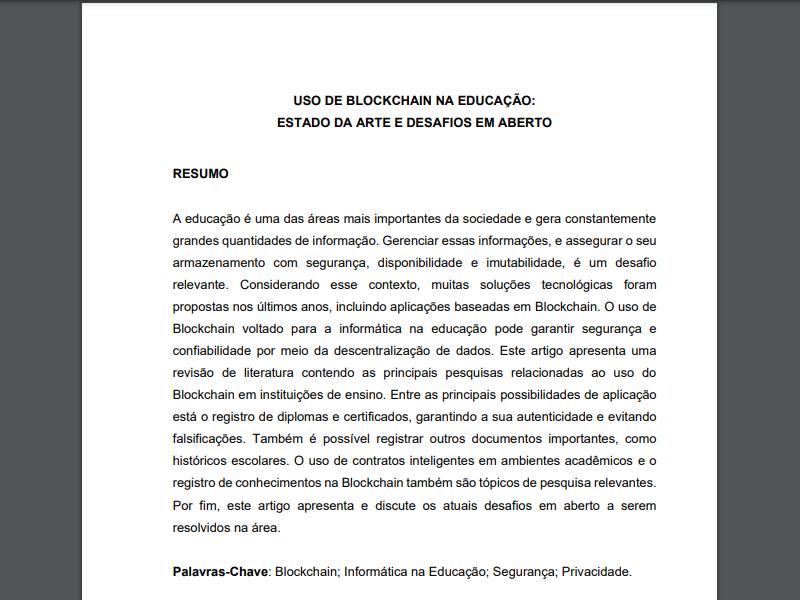 USO DE BLOCKCHAIN NA EDUCAÇÃO:
ESTADO DA ARTE E DESAFIOS EM ABERTO
RESUMO
A educação é uma das áreas mais importantes da sociedade e gera constantemente
grandes quantidades de informação. Gerenciar essas informações, e assegurar o seu
armazenamento com segurança, disponibilidade e imutabilidade, é um desafio
relevante. Considerando esse contexto, muitas soluções tecnológicas foram
propostas nos últimos anos, incluindo aplicações baseadas em Blockchain. O uso de
Blockchain voltado para a informática na educação pode garantir segurança e
confiabilidade por meio da descentralização de dados. Este artigo apresenta uma
revisão de literatura contendo as principais pesquisas relacionadas ao uso do
Blockchain em instituições de ensino. Entre as principais possibilidades de aplicação
está o registro de diplomas e certificados, garantindo a sua autenticidade e evitando
falsificações. Também é possível registrar outros documentos importantes, como
históricos escolares. O uso de contratos inteligentes em ambientes acadêmicos e o
registro de conhecimentos na Blockchain também são tópicos de pesquisa relevantes.
Por fim, este artigo apresenta e discute os atuais desafios em aberto a serem
resolvidos na área.
Palavras-Chave: Blockchain; Informática na Educação; Segurança; Privacidade.